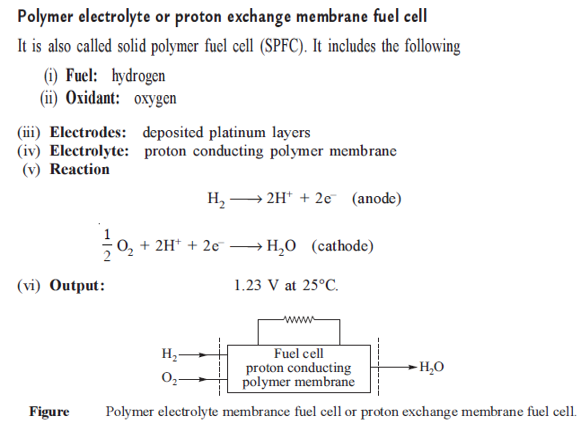 Polymer electrolyte or proton exchange membrane fuel cell
It is also called solid polymer fuel cell (SPFC). It includes the following
(i) Fuel: hydrogen
(ii) Oxidant: oxygen
(iii) Electrodes: deposited platinum layers
(iv) Electrolyte: proton conducting polymer membrane
(v) Reaction
H₂ ⟶ 2H⁺ + 2e⁻ (anode)
1/2 O₂ + 2H⁺ + 2e⁻ ⟶ H₂O (cathode)
(vi) Output: 1.23 V at 25°C.
H₂
O₂
Fuel cell
proton conducting
polymer membrane
H₂O
Figure Polymer electrolyte membrance fuel cell or proton exchange membrane fuel cell.